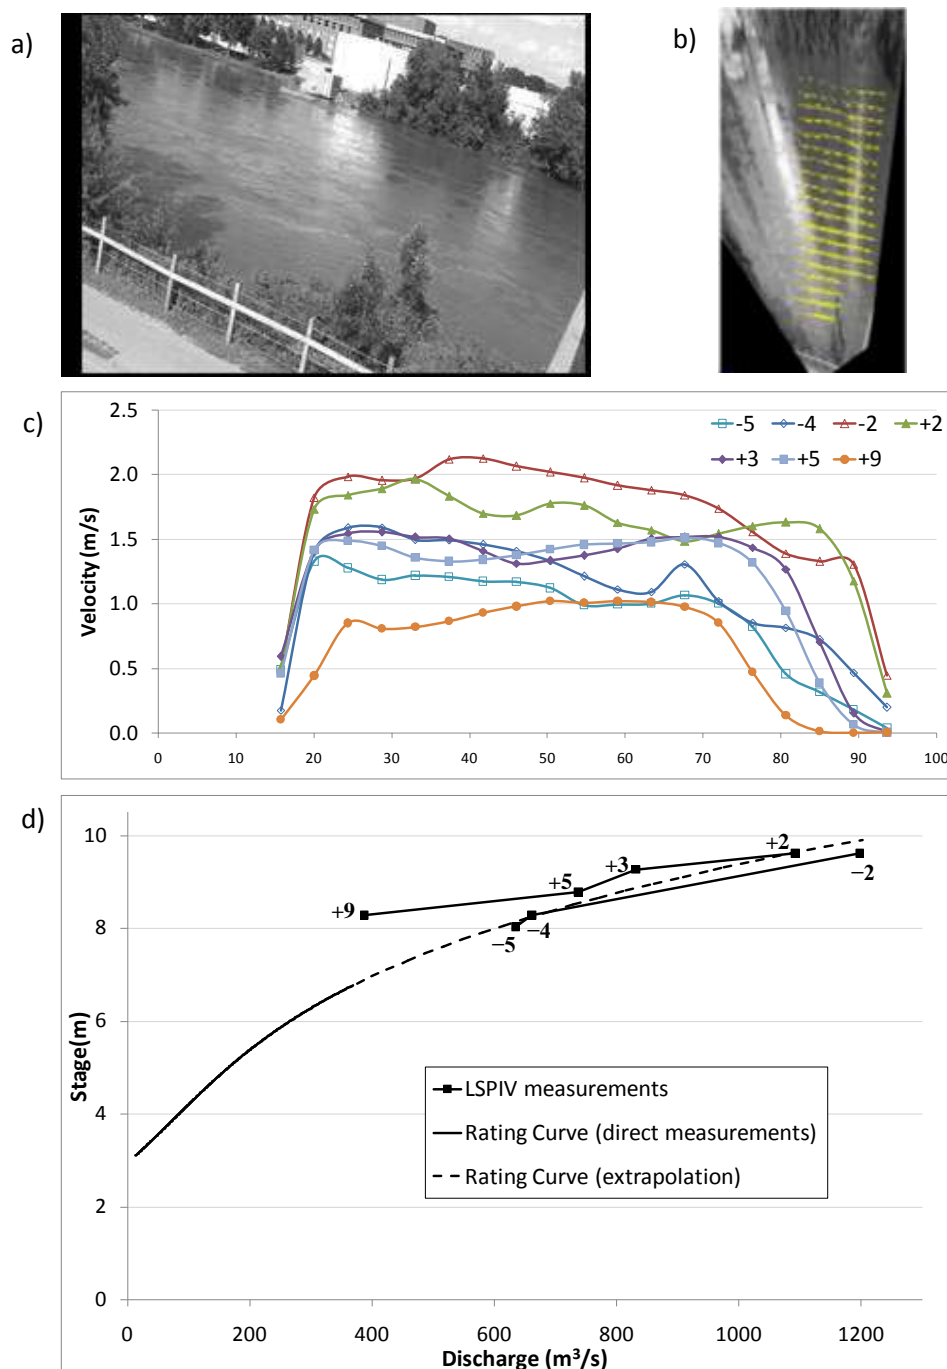 a)
b)
c)
2.5
2.0
1.5
1.0
0.5
0.0
Velocity (m/s)
-5 -4 -2 +2
+3 +5 +9
0 10 20 30 40 50 60 70 80 90 100
d)
10
8
6
4
2
0
Stage(m)
+9
+5
+3
+2
−2
−5
−4
LSPIV measurements
Rating Curve (direct measurements)
Rating Curve (extrapolation)
0 200 400 600 800 1000 1200
Discharge (m³/s)